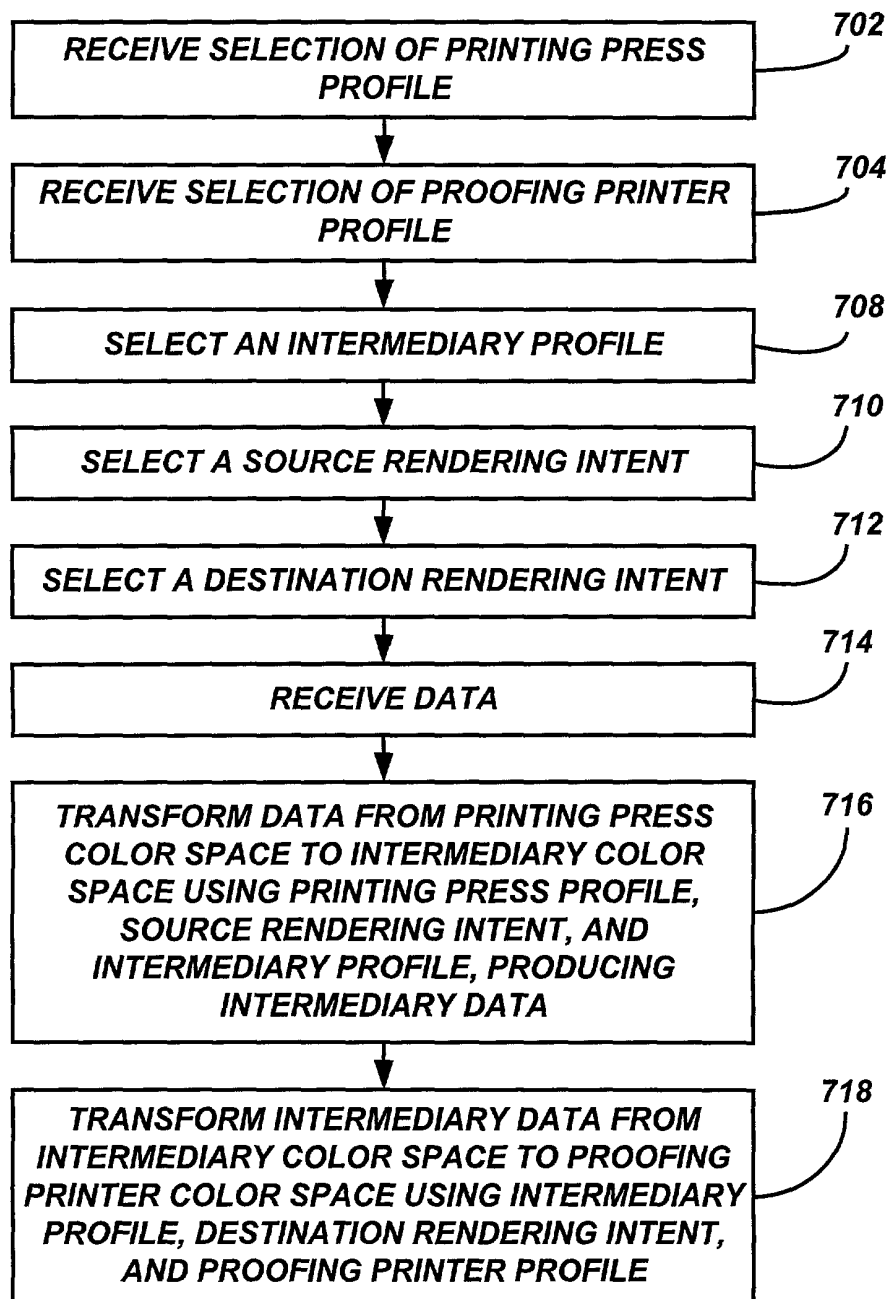 702
RECEIVE SELECTION OF PRINTING PRESS
PROFILE
704
RECEIVE SELECTION OF PROOFING PRINTER
PROFILE
708
SELECT AN INTERMEDIARY PROFILE
710
SELECT A SOURCE RENDERING INTENT
712
SELECT A DESTINATION RENDERING INTENT
714
RECEIVE DATA
716
TRANSFORM DATA FROM PRINTING PRESS
COLOR SPACE TO INTERMEDIARY COLOR
SPACE USING PRINTING PRESS PROFILE,
SOURCE RENDERING INTENT, AND
INTERMEDIARY PROFILE, PRODUCING
INTERMEDIARY DATA
718
TRANSFORM INTERMEDIARY DATA FROM
INTERMEDIARY COLOR SPACE TO PROOFING
PRINTER COLOR SPACE USING INTERMEDIARY
PROFILE, DESTINATION RENDERING INTENT,
AND PROOFING PRINTER PROFILE